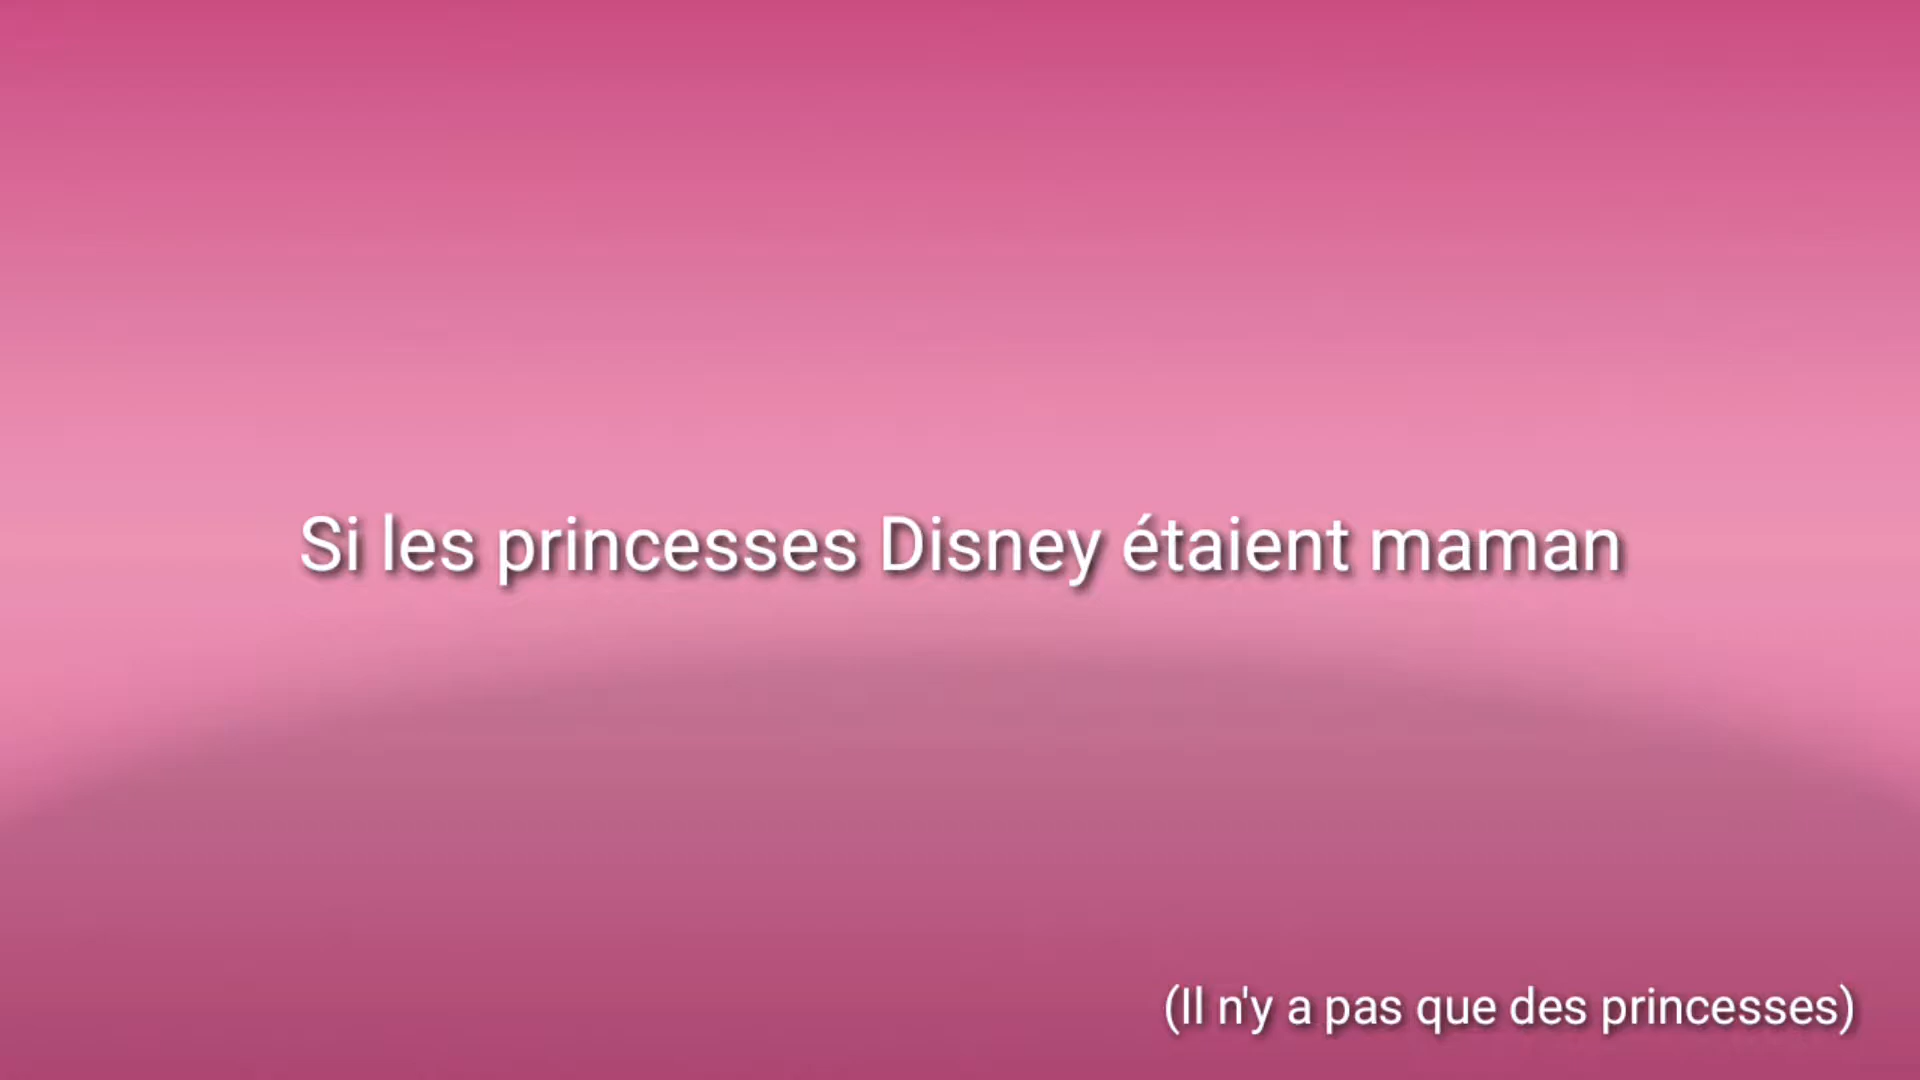 Si les princesses Disney étaient maman
(Il n'y a pas que des princesses)